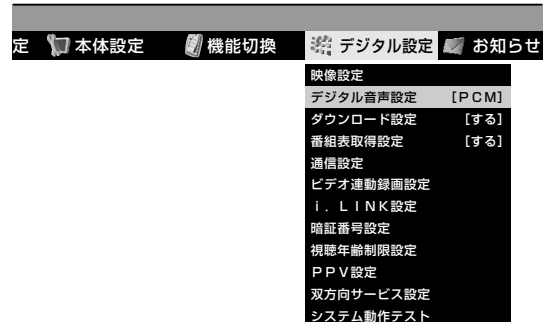 定 本体設定 機能切換 デジタル設定 お知らせ
映像設定
デジタル音声設定 [PCM]
ダウンロード設定 [する]
番組表取得設定 [する]
通信設定
ビデオ連動録画設定
i．LINK設定
暗証番号設定
視聴年齢制限設定
PPV設定
双方向サービス設定
システム動作テスト